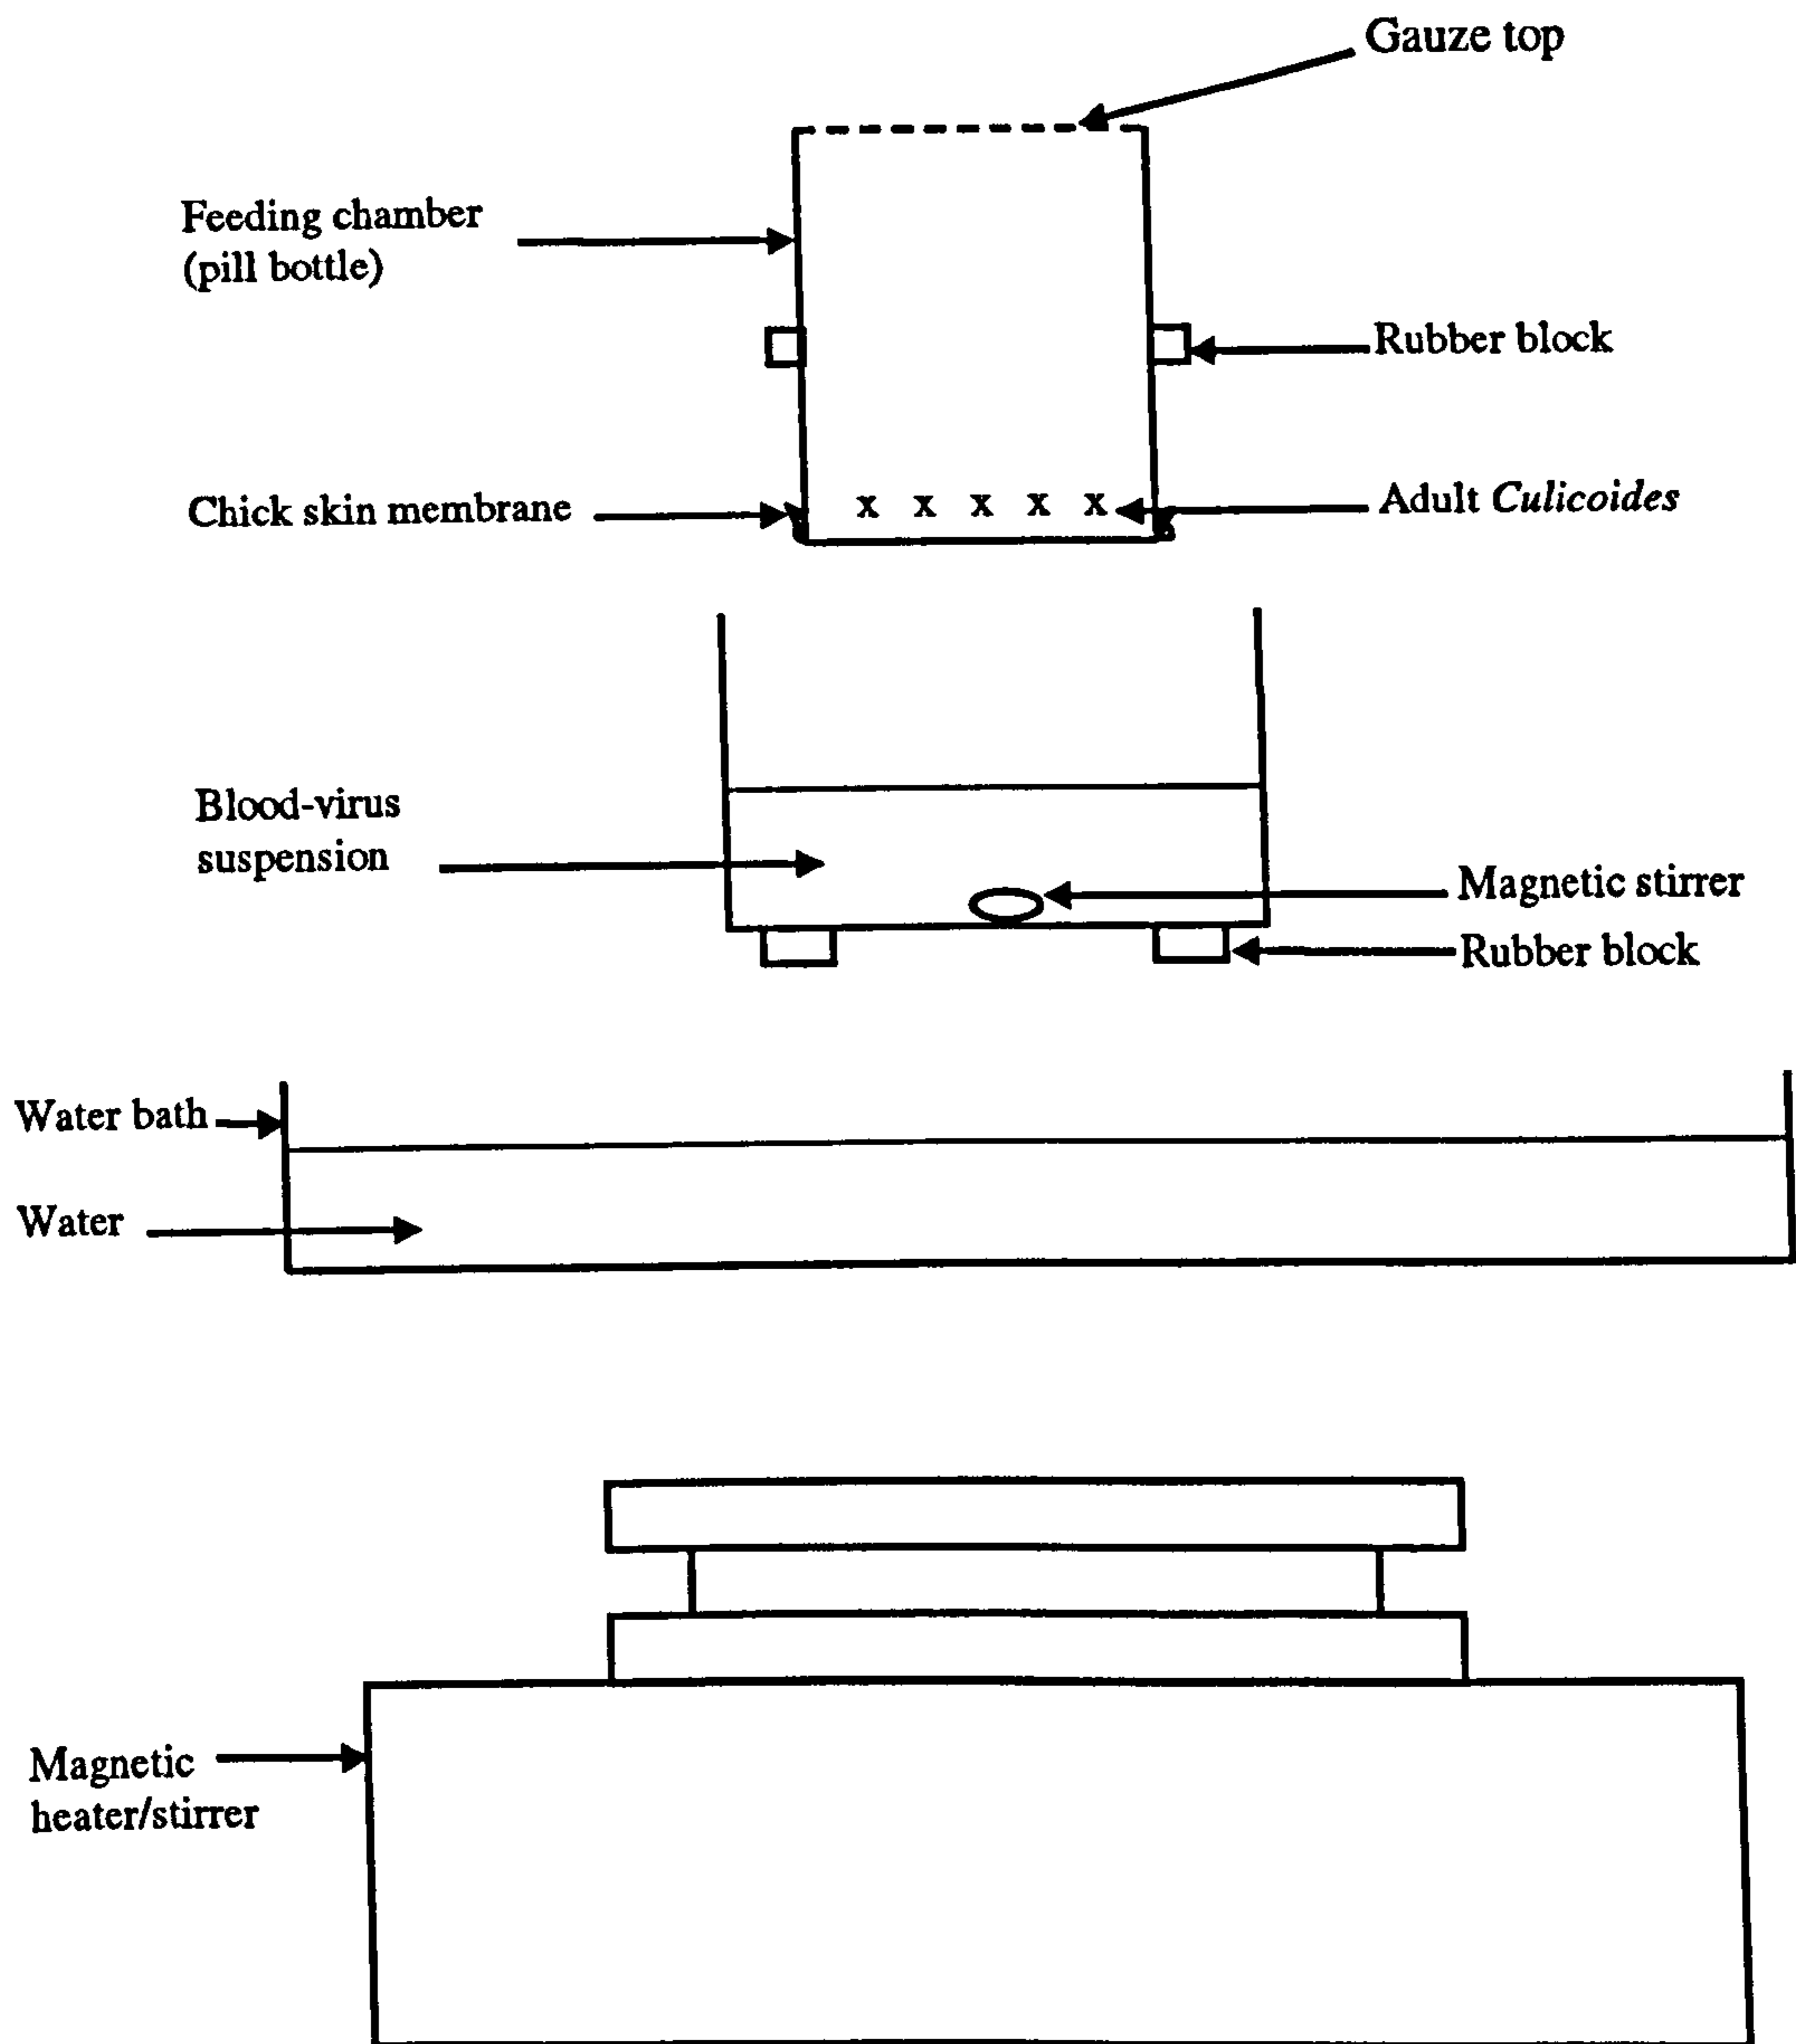 Gauze top
Feeding chamber
(pill bottle)
Rubber block
Chick skin membrane
x x x x x
Adult Culicoides
Blood-virus
suspension
Magnetic stirrer
Rubber block
Water bath
Water
Magnetic
heater/stirrer